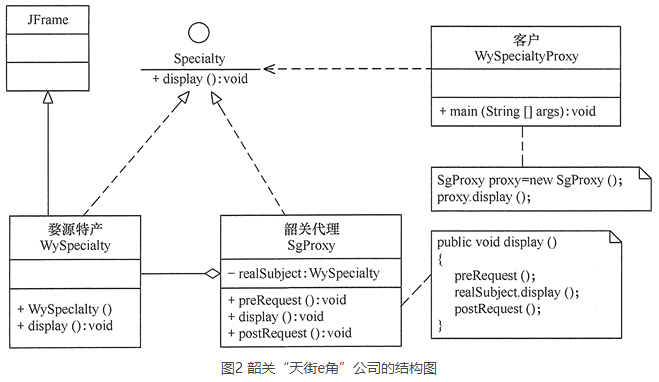 JFrame
Specialty
+ display ():void
客户
WySpecialtyProxy
+ main (String [] args):void
SgProxy proxy=new SgProxy ();
proxy.display ();
婺源特产
WySpecialty
+ WySpeclalty ()
+ display ():void
韶关代理
SgProxy
− realSubject:WySpecialty
+ preRequest ():void
+ display ():void
+ postRequest ():void
public void display ()
{
preRequest ();
realSubject.display ();
postRequest ();
}
图2 韶关“天街e角”公司的结构图